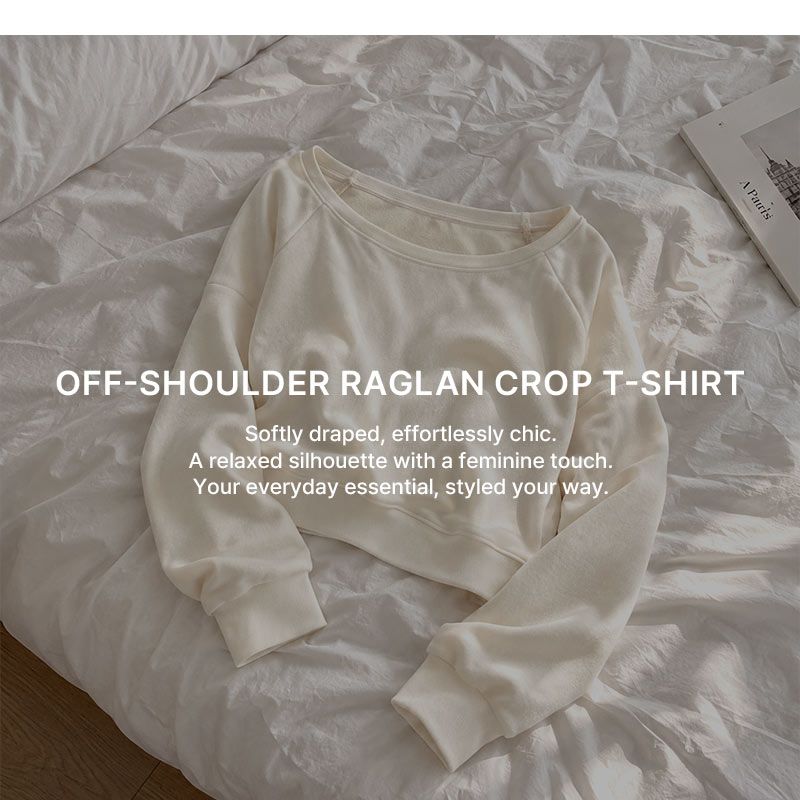 A Pauris
OFF-SHOULDER RAGLAN CROP T-SHIRT
Softly draped, effortlessly chic.
A relaxed silhouette with a feminine touch.
Your everyday essential, styled your way.